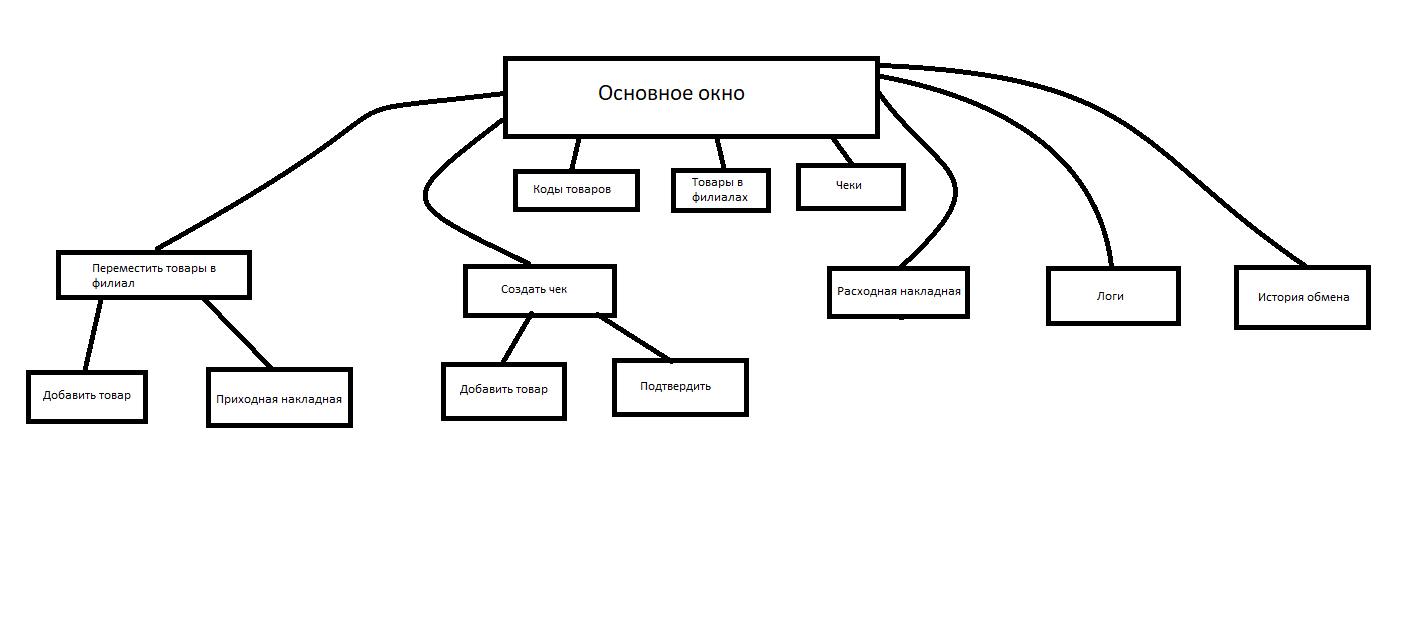 Основное окно
Коды товаров
Товары в
филиалах
Чеки
Переместить товары в
филиал
Создать чек
Расходная накладная
Логи
История обмена
Добавить товар
Приходная накладная
Добавить товар
Подтвердить